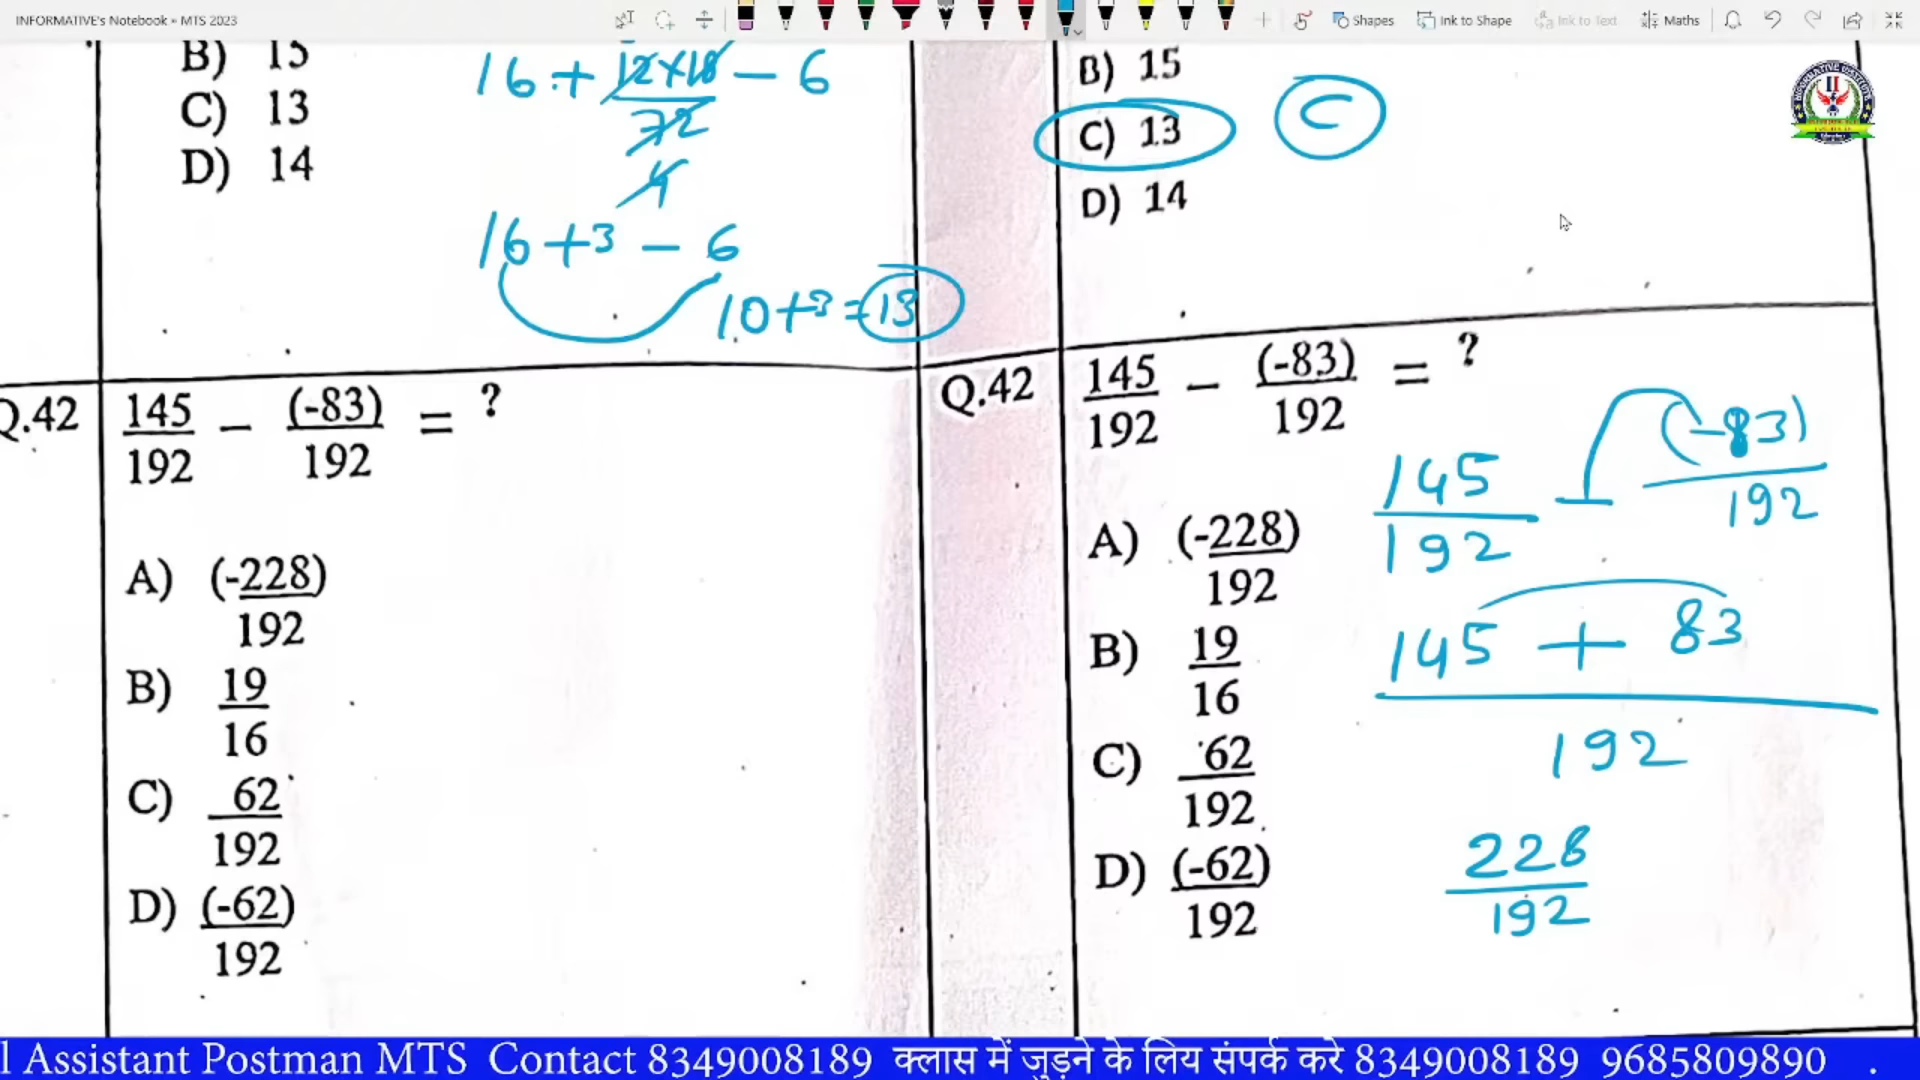 INFORMATIVE's Notebook » MTS 2023
Shapes Ink to Shape Ink to Text Maths
B) 15
C) 13
D) 14
16 + 12×18 − 6
72
4
16 + 3 − 6
10 + 3 = 13
B) 15
C) 13
D) 14
C
Q.42 145 − (-83) = ?
192 192
A) (-228)
192
B) 19
16
C) 62
192
D) (-62)
192
Q.42 145 − (-83) = ?
192 192
A) (-228)
192
B) 19
16
C) 62
192
D) (-62)
192
145 − (-83)
192 192
145 + 83
192
228
192
l Assistant Postman MTS Contact 8349008189 क्लास में जुड़ने के लिय संपर्क करे 8349008189 9685809890 .